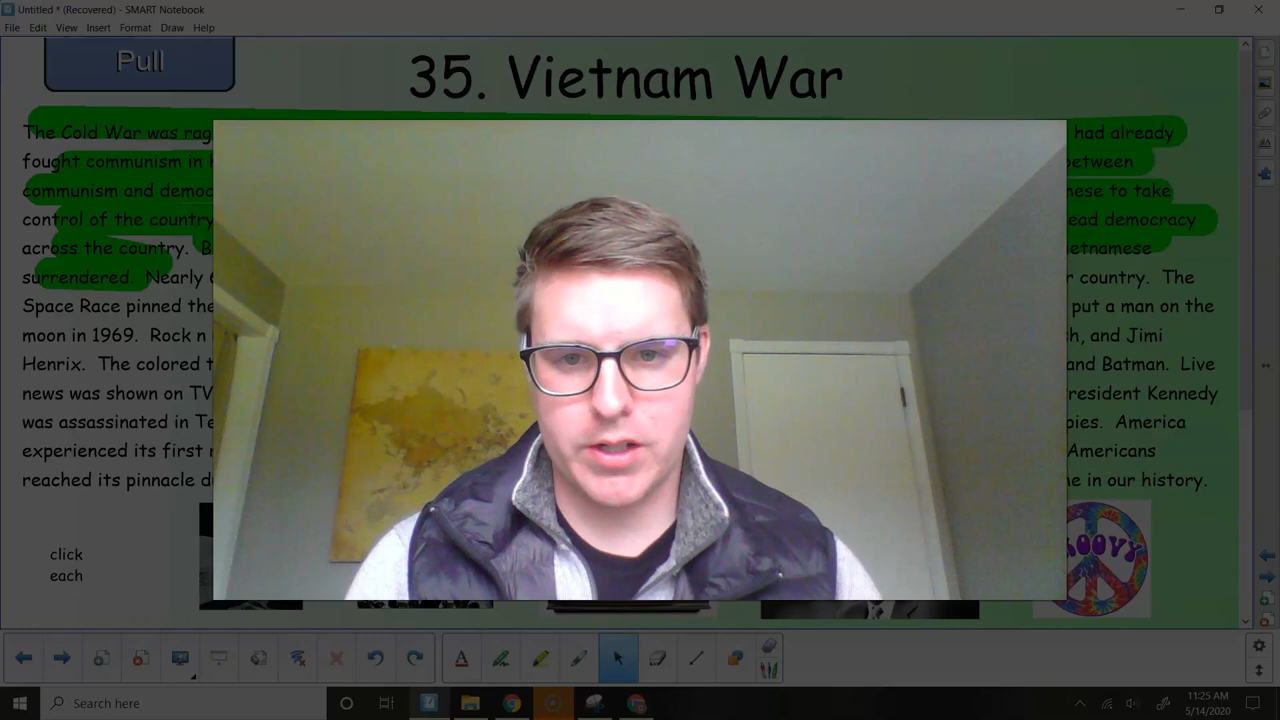 Untitled * (Recovered) - SMART Notebook
File Edit View Insert Format Draw Help
Pull
35. Vietnam War
The Cold War was rag had already
fought communism in between
communism and democ nese to take
control of the country ead democracy
across the country. B ietnamese
surrendered. Nearly r country. The
Space Race pinned the put a man on the
moon in 1969. Rock n h, and Jimi
Henrix. The colored t and Batman. Live
news was shown on TV resident Kennedy
was assassinated in Te pies. America
experienced its first Americans
reached its pinnacle d e in our history.
click
each
ROOVY
Search here
11:25 AM
5/14/2020